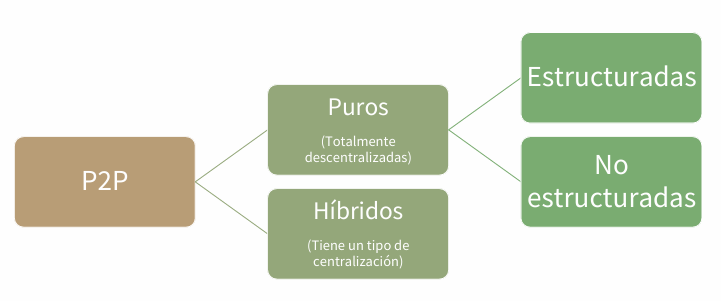 P2P
Puros
(Totalmente
descentralizadas)
Híbridos
(Tiene un tipo de
centralización)
Estructuradas
No
estructuradas